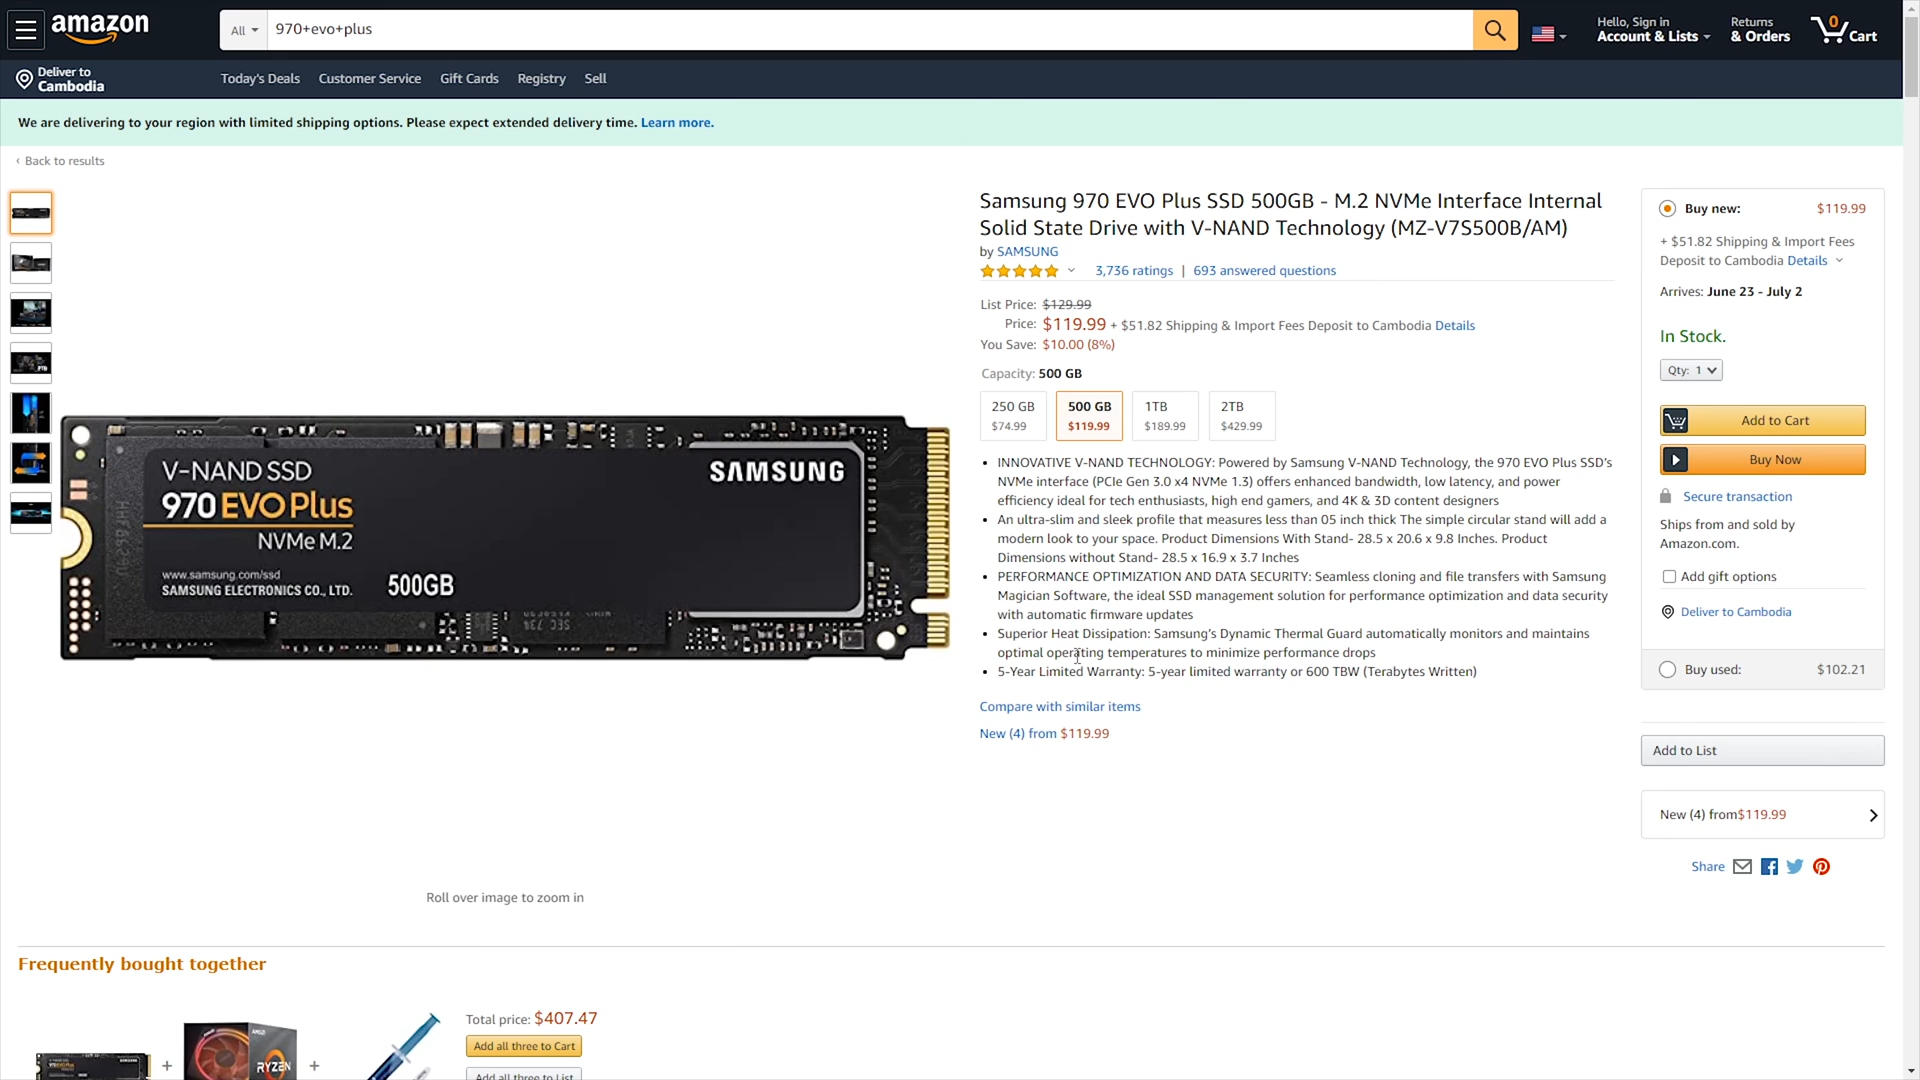 amazon
All
970+evo+plus
Hello, Sign in
Account & Lists
Returns
& Orders
0
Cart
Deliver to
Cambodia
Today's Deals
Customer Service
Gift Cards
Registry
Sell
We are delivering to your region with limited shipping options. Please expect extended delivery time. Learn more.
‹ Back to results
V-NAND SSD
970 EVO Plus
NVMe M.2
www.samsung.com/ssd
SAMSUNG ELECTRONICS CO., LTD.
500GB
SAMSUNG
Roll over image to zoom in
Samsung 970 EVO Plus SSD 500GB - M.2 NVMe Interface Internal
Solid State Drive with V-NAND Technology (MZ-V7S500B/AM)
by SAMSUNG
3,736 ratings | 693 answered questions
List Price: $129.99
Price: $119.99 + $51.82 Shipping & Import Fees Deposit to Cambodia Details
You Save: $10.00 (8%)
Capacity: 500 GB
250 GB
$74.99
500 GB
$119.99
1TB
$189.99
2TB
$429.99
• INNOVATIVE V-NAND TECHNOLOGY: Powered by Samsung V-NAND Technology, the 970 EVO Plus SSD's
NVMe interface (PCIe Gen 3.0 x4 NVMe 1.3) offers enhanced bandwidth, low latency, and power
efficiency ideal for tech enthusiasts, high end gamers, and 4K & 3D content designers
• An ultra-slim and sleek profile that measures less than 05 inch thick The simple circular stand will add a
modern look to your space. Product Dimensions With Stand- 28.5 x 20.6 x 9.8 Inches. Product
Dimensions without Stand- 28.5 x 16.9 x 3.7 Inches
• PERFORMANCE OPTIMIZATION AND DATA SECURITY: Seamless cloning and file transfers with Samsung
Magician Software, the ideal SSD management solution for performance optimization and data security
with automatic firmware updates
• Superior Heat Dissipation: Samsung's Dynamic Thermal Guard automatically monitors and maintains
optimal operating temperatures to minimize performance drops
• 5-Year Limited Warranty: 5-year limited warranty or 600 TBW (Terabytes Written)
Compare with similar items
New (4) from $119.99
Buy new:
$119.99
+ $51.82 Shipping & Import Fees
Deposit to Cambodia Details
Arrives: June 23 - July 2
In Stock.
Qty: 1
Add to Cart
Buy Now
Secure transaction
Ships from and sold by
Amazon.com.
Add gift options
Deliver to Cambodia
Buy used:
$102.21
Add to List
New (4) from$119.99
Share
Frequently bought together
+
RYZEN
+
Total price: $407.47
Add all three to Cart
Add all three to List